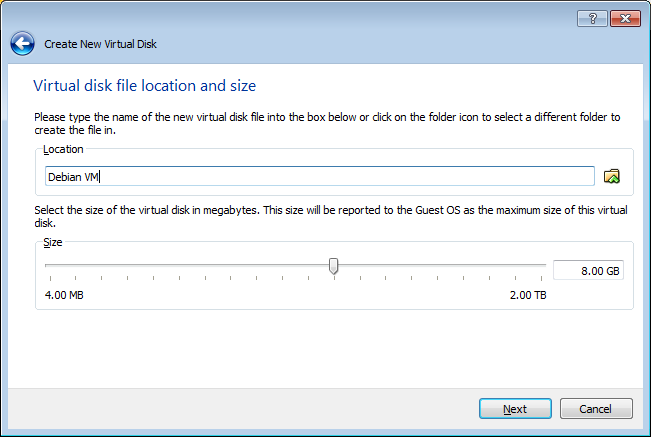 ?
Create New Virtual Disk
Virtual disk file location and size
Please type the name of the new virtual disk file into the box below or click on the folder icon to select a different folder to
create the file in.
Location
Debian VM
Select the size of the virtual disk in megabytes. This size will be reported to the Guest OS as the maximum size of this virtual
disk.
Size
8.00 GB
4.00 MB 2.00 TB
Next Cancel